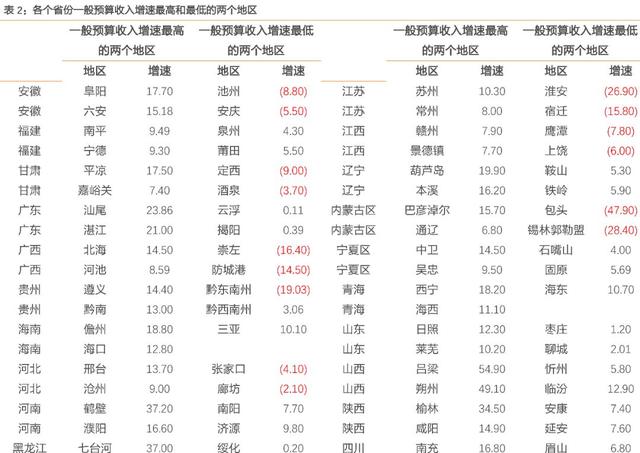 表 2：各个省份一般预算收入增速最高和最低的两个地区
一般预算收入增速最高 一般预算收入增速最低 一般预算收入增速最高 一般预算收入增速最低
的两个地区 的两个地区 的两个地区 的两个地区
地区 增速 地区 增速 地区 增速 地区 增速
安徽 阜阳 17.70 池州 (8.80) 江苏 苏州 10.30 淮安 (26.90)
安徽 六安 15.18 安庆 (5.50) 江苏 常州 8.00 宿迁 (15.80)
福建 南平 9.49 泉州 4.30 江西 赣州 7.90 鹰潭 (7.80)
福建 宁德 9.30 莆田 5.50 江西 景德镇 7.70 上饶 (6.00)
甘肃 平凉 17.50 定西 (9.00) 辽宁 葫芦岛 19.90 鞍山 5.30
甘肃 嘉峪关 7.40 酒泉 (3.70) 辽宁 本溪 16.20 铁岭 5.90
广东 汕尾 23.86 云浮 0.11 内蒙古区 巴彦淖尔 15.70 包头 (47.90)
广东 湛江 21.00 揭阳 0.39 内蒙古区 通辽 6.80 锡林郭勒盟 (28.40)
广西 北海 14.50 崇左 (16.40) 宁夏区 中卫 14.50 石嘴山 4.00
广西 河池 8.59 防城港 (14.50) 宁夏区 吴忠 9.50 固原 5.69
贵州 遵义 14.40 黔东南州 (19.03) 青海 西宁 18.20 海东 10.70
贵州 黔南 13.00 黔西南州 3.06 青海 海西 11.10
海南 儋州 18.80 三亚 10.10 山东 日照 12.30 枣庄 1.20
海南 海口 12.80 山东 莱芜 10.20 聊城 2.01
河北 邢台 13.70 张家口 (4.10) 山西 吕梁 54.90 忻州 5.80
河北 沧州 9.00 廊坊 (2.10) 山西 朔州 49.10 临汾 12.90
河南 鹤壁 37.20 南阳 7.70 陕西 榆林 34.50 安康 7.40
河南 濮阳 16.60 济源 9.80 陕西 咸阳 14.90 延安 7.60
黑龙江 七台河 37.00 绥化 0.20 四川 南充 16.80 眉山 6.80